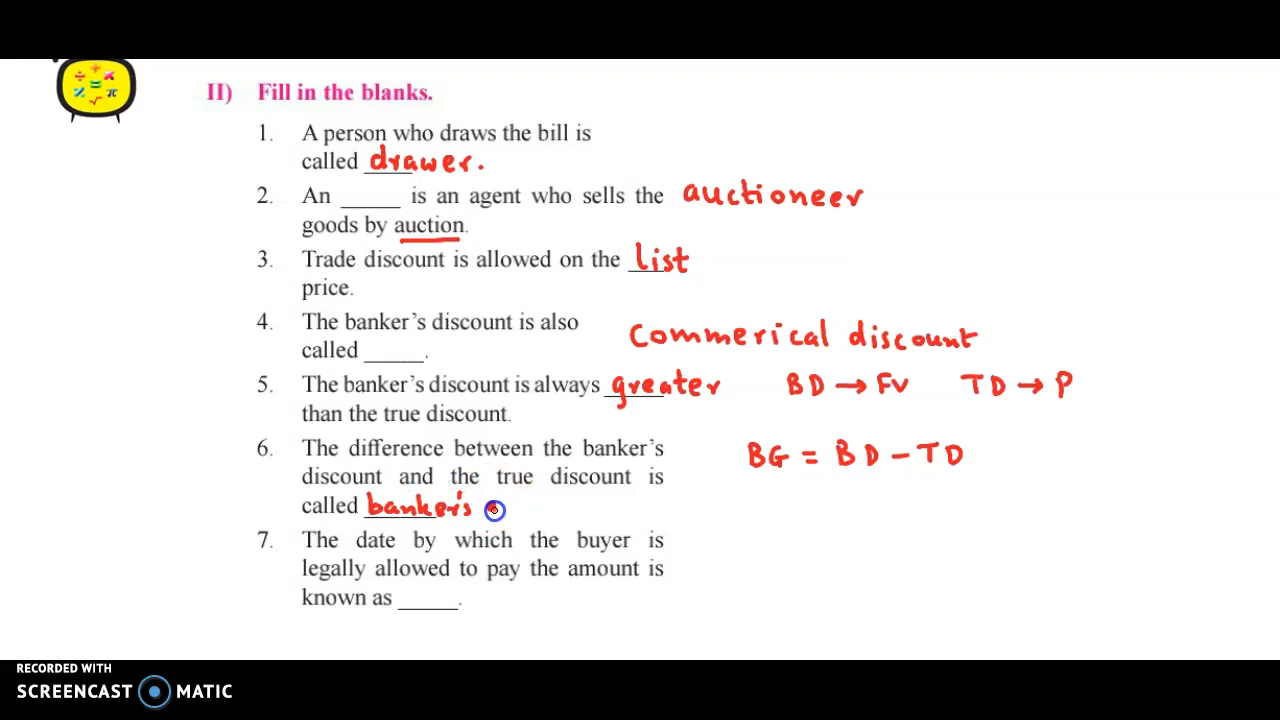 II) Fill in the blanks.
1. A person who draws the bill is
called drawer.
2. An _____ is an agent who sells the auctioneer
goods by auction.
3. Trade discount is allowed on the list
price.
4. The banker's discount is also
called _____. Commerical discount
5. The banker's discount is always greater BD → FV TD → P
than the true discount.
6. The difference between the banker's BG = BD - TD
discount and the true discount is
called banker's
7. The date by which the buyer is
legally allowed to pay the amount is
known as _____.
RECORDED WITH
SCREENCAST MATIC